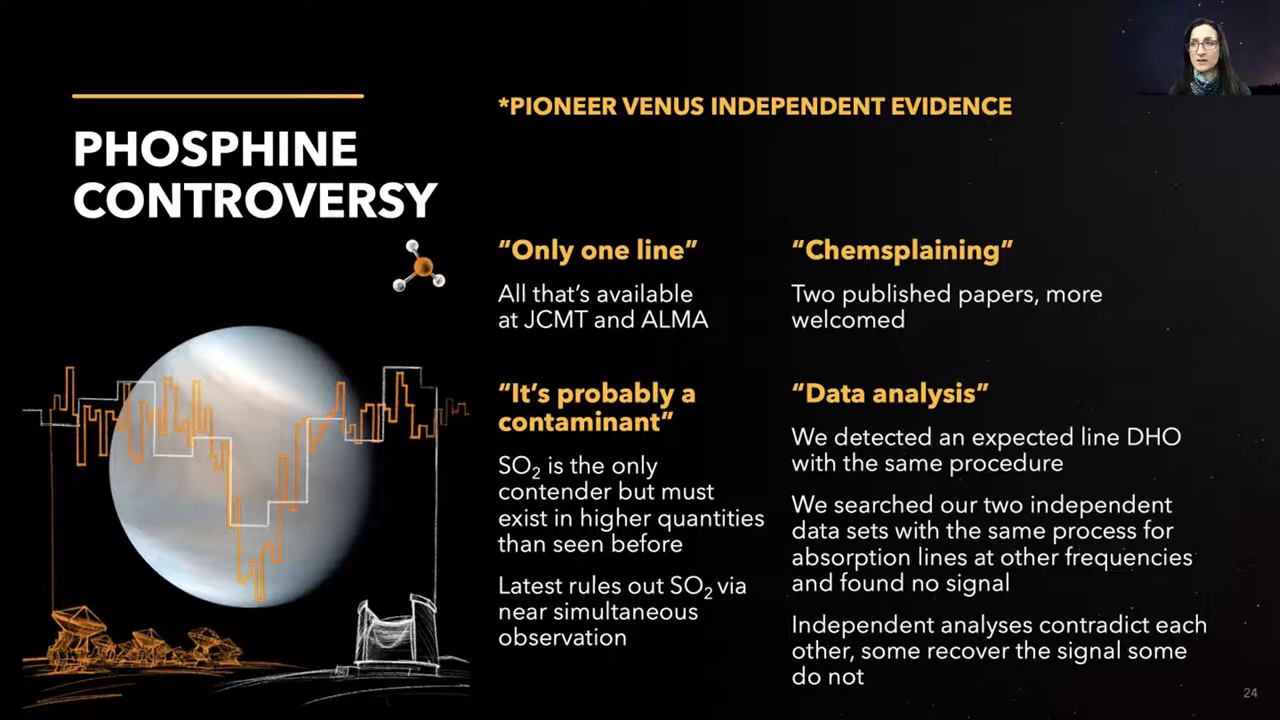 PHOSPHINE
CONTROVERSY
*PIONEER VENUS INDEPENDENT EVIDENCE
“Only one line”
All that’s available
at JCMT and ALMA
“It’s probably a
contaminant”
SO₂ is the only
contender but must
exist in higher quantities
than seen before
Latest rules out SO₂ via
near simultaneous
observation
“Chemsplaining”
Two published papers, more
welcomed
“Data analysis”
We detected an expected line DHO
with the same procedure
We searched our two independent
data sets with the same process for
absorption lines at other frequencies
and found no signal
Independent analyses contradict each
other, some recover the signal some
do not
24